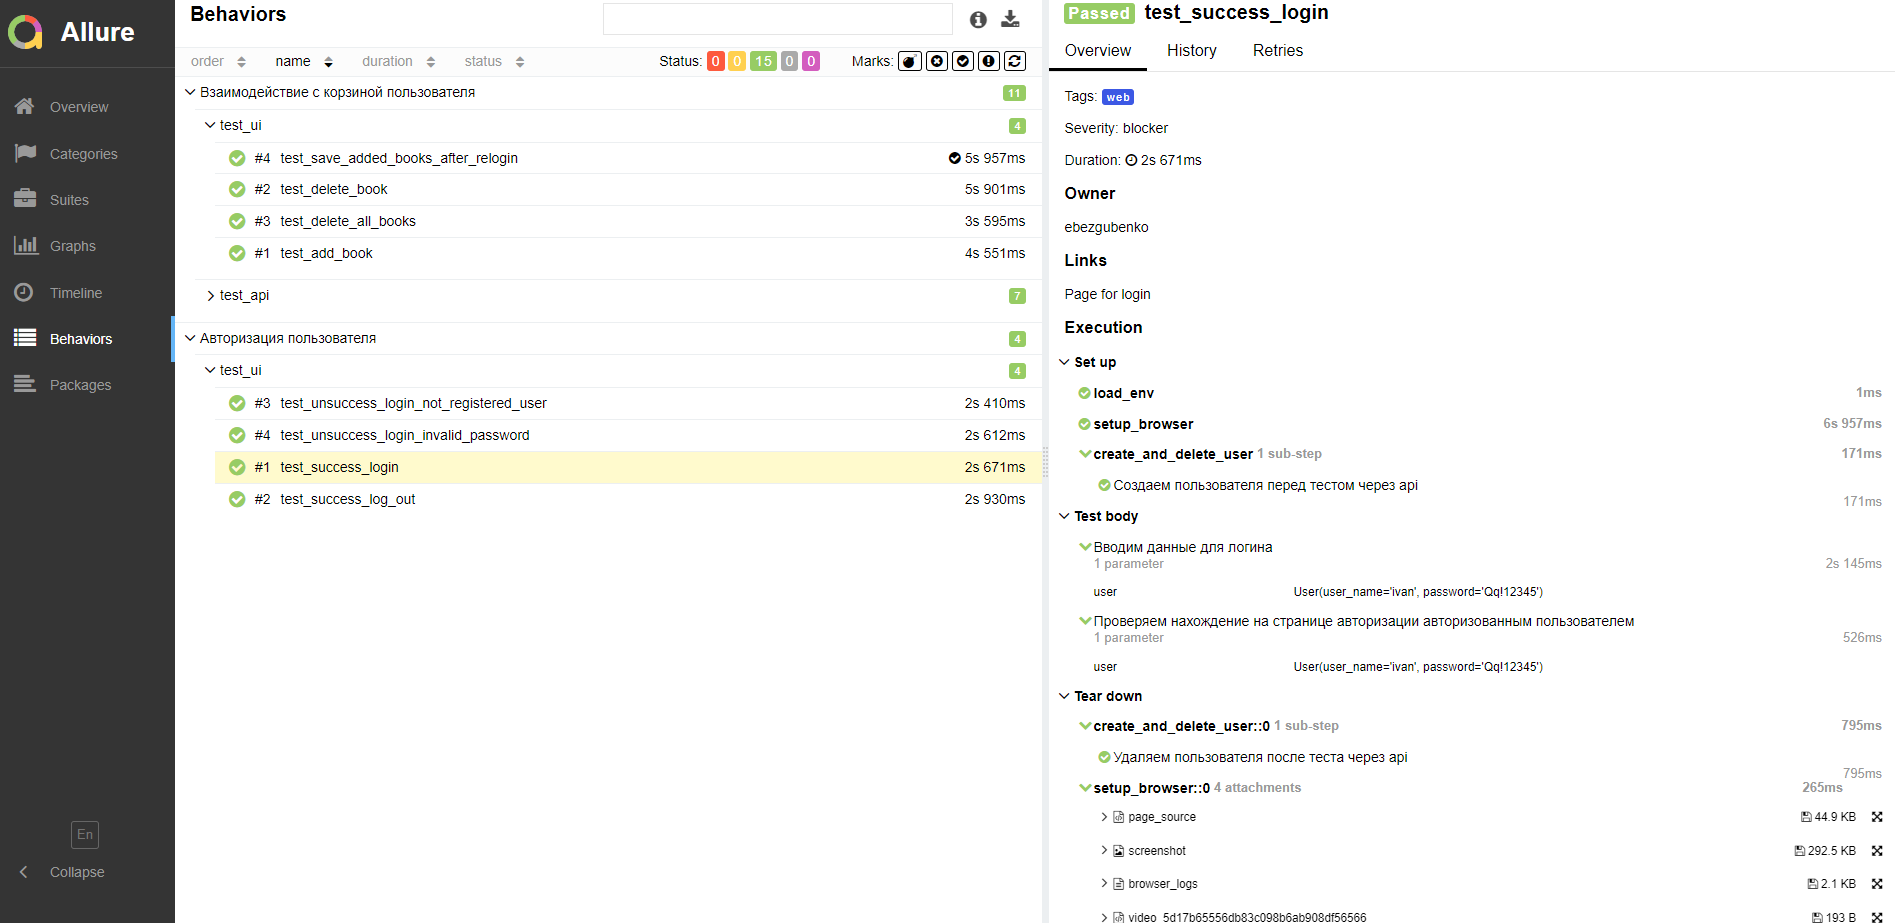 Allure
Overview
Categories
Suites
Graphs
Timeline
Behaviors
Packages
En
Collapse
Behaviors
order name duration status Status: 0 0 15 0 0 Marks:
Взаимодействие с корзиной пользователя 11
test_ui 4
#4 test_save_added_books_after_relogin 5s 957ms
#2 test_delete_book 5s 901ms
#3 test_delete_all_books 3s 595ms
#1 test_add_book 4s 551ms
test_api 7
Авторизация пользователя 4
test_ui 4
#3 test_unsuccess_login_not_registered_user 2s 410ms
#4 test_unsuccess_login_invalid_password 2s 612ms
#1 test_success_login 2s 671ms
#2 test_success_log_out 2s 930ms
Passed test_success_login
Overview History Retries
Tags: web
Severity: blocker
Duration: 2s 671ms
Owner
ebezgubenko
Links
Page for login
Execution
Set up
load_env 1ms
setup_browser 6s 957ms
create_and_delete_user 1 sub-step 171ms
Создаем пользователя перед тестом через api
171ms
Test body
Вводим данные для логина
1 parameter 2s 145ms
user User(user_name='ivan', password='Qq!12345')
Проверяем нахождение на странице авторизации авторизованным пользователем
1 parameter 526ms
user User(user_name='ivan', password='Qq!12345')
Tear down
create_and_delete_user::0 1 sub-step 795ms
Удаляем пользователя после теста через api
795ms
setup_browser::0 4 attachments 265ms
page_source 44.9 KB
screenshot 292.5 KB
browser_logs 2.1 KB
video_5d17b65556db83c098b6ab908df56566 193 B